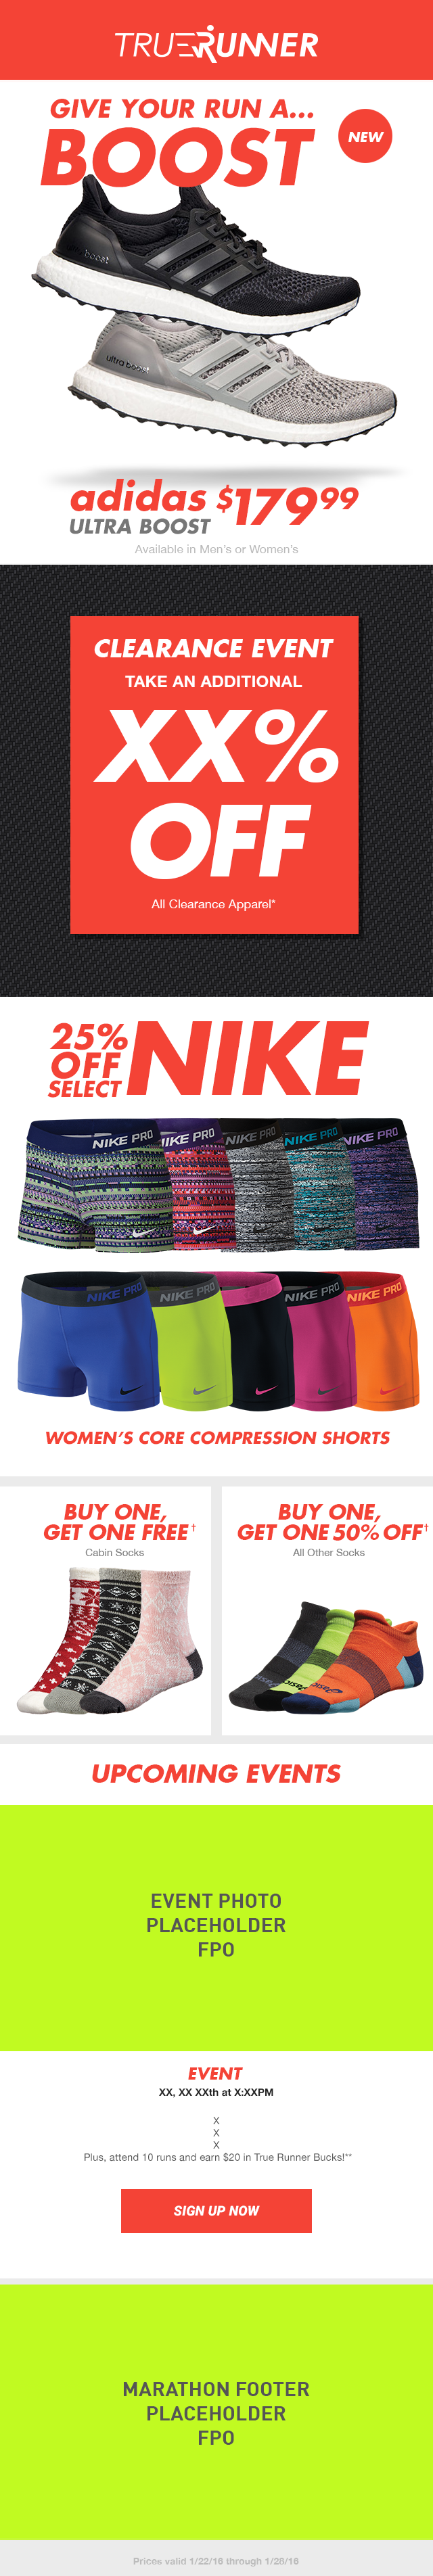 TRUERUNNER
GIVE YOUR RUN A...
BOOST
NEW
boost
ultra boost
adidas $179.99
ULTRA BOOST
Available in Men's or Women's
CLEARANCE EVENT
TAKE AN ADDITIONAL
XX%
OFF
All Clearance Apparel*
25%
OFF
SELECT
NIKE
NIKE PRO NIKE PRO NIKE PRO NIKE PRO NIKE PRO
NIKE PRO NIKE PRO NIKE PRO NIKE PRO
WOMEN'S CORE COMPRESSION SHORTS
BUY ONE,
GET ONE FREE†
Cabin Socks
BUY ONE,
GET ONE 50% OFF†
All Other Socks
asics
UPCOMING EVENTS
EVENT PHOTO
PLACEHOLDER
FPO
EVENT
XX, XX XXth at X:XXPM
X
X
X
Plus, attend 10 runs and earn $20 in True Runner Bucks!**
SIGN UP NOW
MARATHON FOOTER
PLACEHOLDER
FPO
Prices valid 1/22/16 through 1/28/16